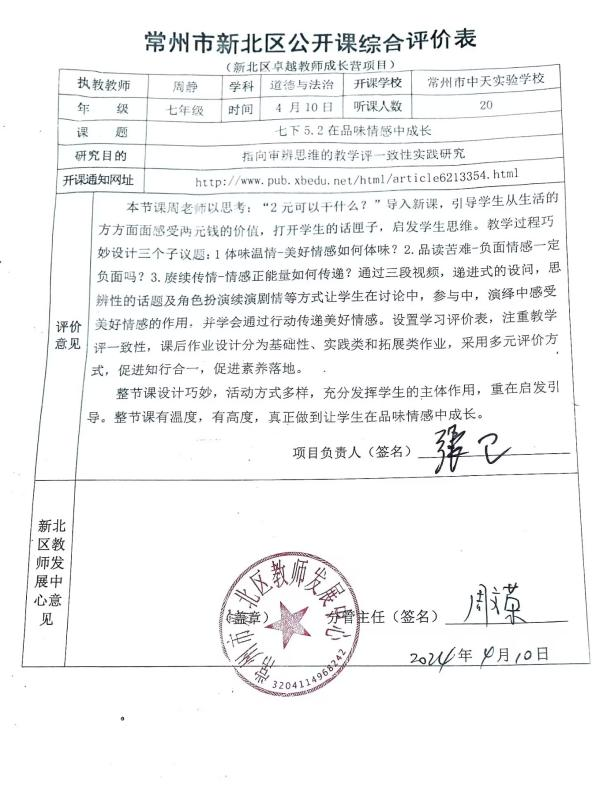 常州市新北区公开课综合评价表
（新北区卓越教师成长营项目）
执教教师 周静 学科 道德与法治 开课学校 常州市中天实验学校
年 级 七年级 时间 4月10日 听课人数 20
课 题 七下5.2在品味情感中成长
研究目的 指向审辨思维的教学评一致性实践研究
开课通知网址 http://www.pub.xbedu.net/html/article6213354.html
评价意见
本节课周老师以思考：“2元可以干什么？”导入新课，引导学生从生活的
方方面面感受两元钱的价值，打开学生的话匣子，启发学生思维。教学过程巧
妙设计三个子议题：1体味温情-美好情感如何体味？2.品读苦难-负面情感一定
负面吗？3.赓续传情-情感正能量如何传递？通过三段视频，递进式的设问，思
辨性的话题及角色扮演续演剧情等方式让学生在讨论中，参与中，演绎中感受
美好情感的作用，并学会通过行动传递美好情感。设置学习评价表，注重教学
评一致性，课后作业设计分为基础性、实践类和拓展类作业，采用多元评价方
式，促进知行合一，促进素养落地。
整节课设计巧妙，活动方式多样，充分发挥学生的主体作用，重在启发引
导。整节课有温度，有高度，真正做到让学生在品味情感中成长。
项目负责人（签名）
新北区教师发展中心意见
（盖章） 分管主任（签名）
常州市新北区教师发展中心
3204114968242
2024年4月10日